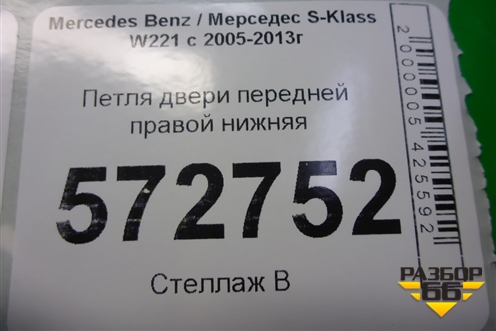 Mercedes Benz / Мерседес S-Klass
W221 с 2005-2013г
Петля двери передней
правой нижняя
572752
Стеллаж В
2000005425592
РАЗБОР
66